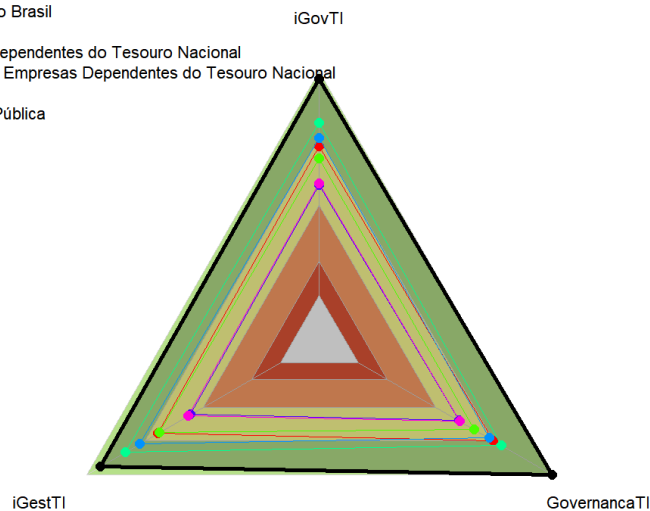 o Brasil
iGovTI
ependentes do Tesouro Nacional
Empresas Dependentes do Tesouro Nacional
Pública
iGestTI
GovernancaTI